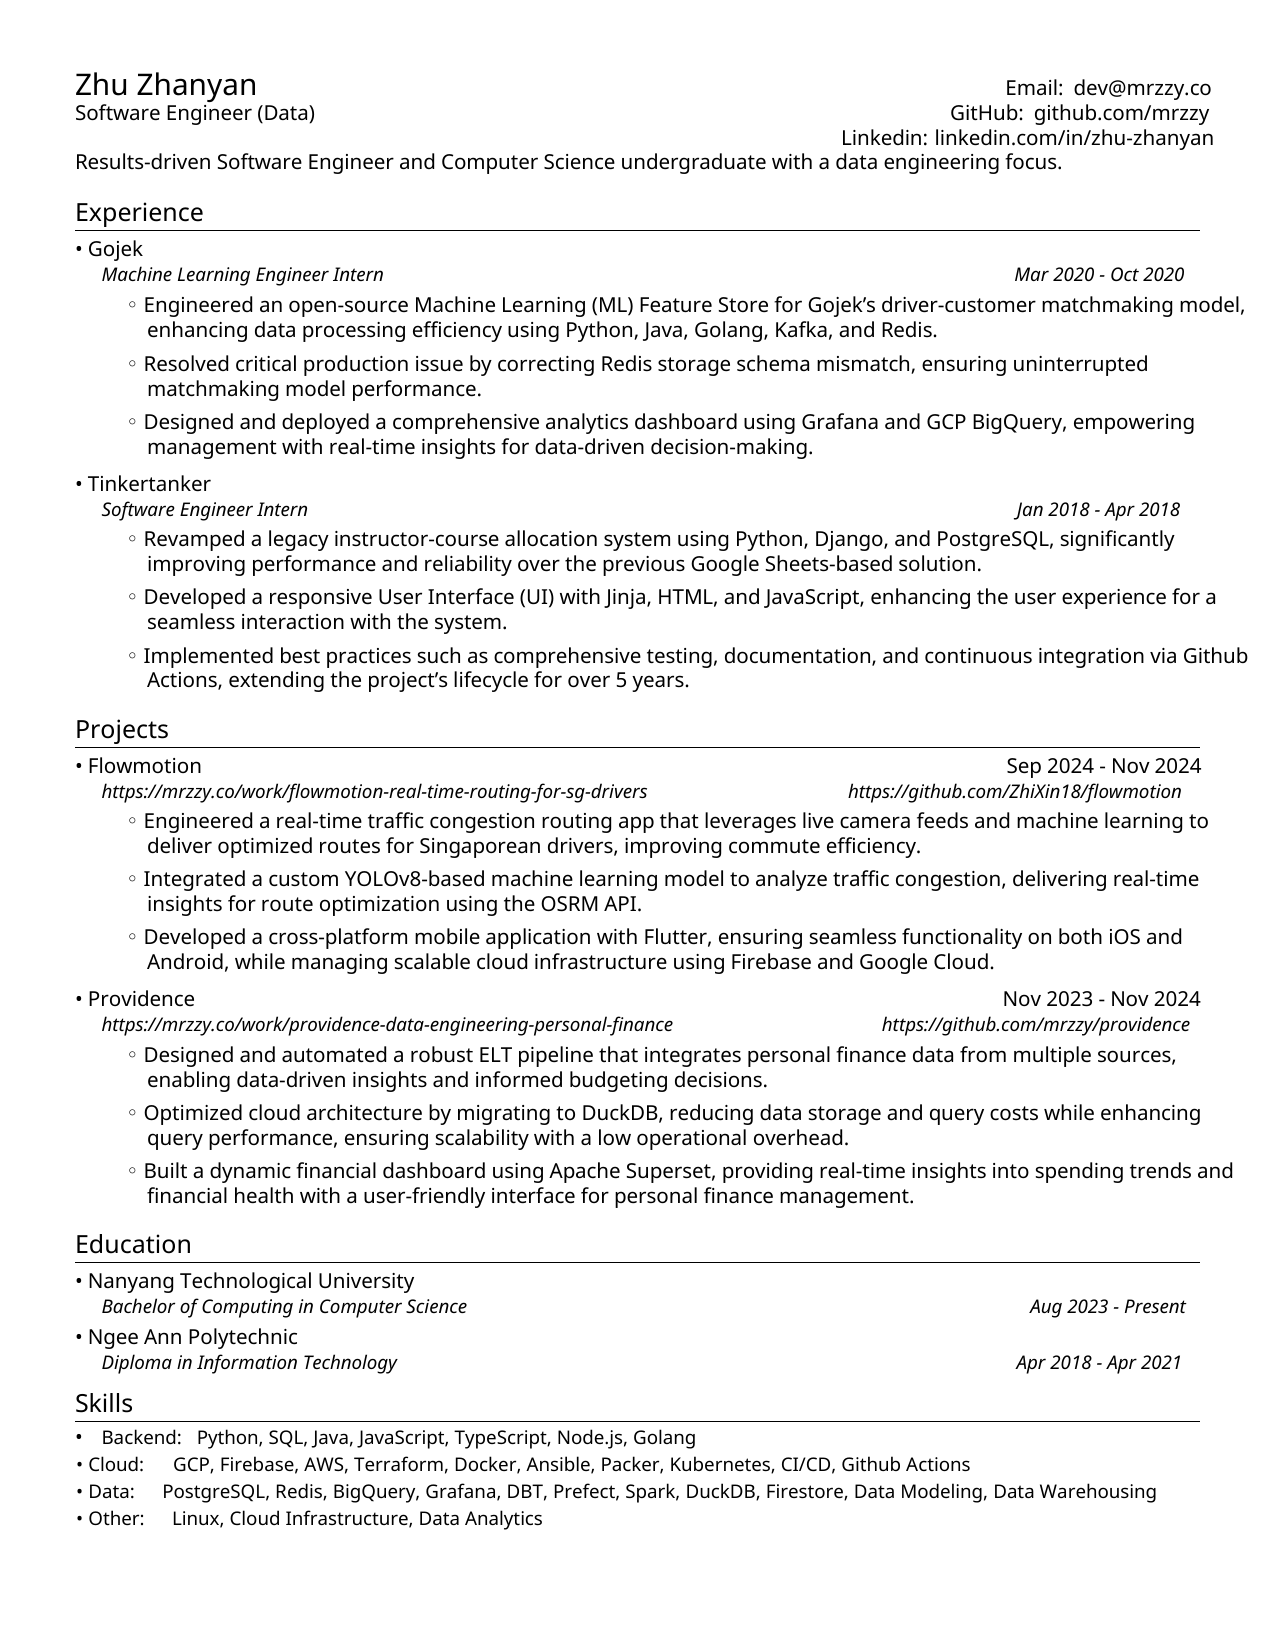 Zhu Zhanyan
Email: dev@mrzzy.co
Software Engineer (Data)
GitHub: github.com/mrzzy
Linkedin: linkedin.com/in/zhu-zhanyan
Results-driven Software Engineer and Computer Science undergraduate with a data engineering focus.
Experience
• Gojek
Machine Learning Engineer Intern Mar 2020 - Oct 2020
◦ Engineered an open-source Machine Learning (ML) Feature Store for Gojek’s driver-customer matchmaking model,
enhancing data processing efficiency using Python, Java, Golang, Kafka, and Redis.
◦ Resolved critical production issue by correcting Redis storage schema mismatch, ensuring uninterrupted
matchmaking model performance.
◦ Designed and deployed a comprehensive analytics dashboard using Grafana and GCP BigQuery, empowering
management with real-time insights for data-driven decision-making.
• Tinkertanker
Software Engineer Intern Jan 2018 - Apr 2018
◦ Revamped a legacy instructor-course allocation system using Python, Django, and PostgreSQL, significantly
improving performance and reliability over the previous Google Sheets-based solution.
◦ Developed a responsive User Interface (UI) with Jinja, HTML, and JavaScript, enhancing the user experience for a
seamless interaction with the system.
◦ Implemented best practices such as comprehensive testing, documentation, and continuous integration via Github
Actions, extending the project’s lifecycle for over 5 years.
Projects
• Flowmotion Sep 2024 - Nov 2024
https://mrzzy.co/work/flowmotion-real-time-routing-for-sg-drivers https://github.com/ZhiXin18/flowmotion
◦ Engineered a real-time traffic congestion routing app that leverages live camera feeds and machine learning to
deliver optimized routes for Singaporean drivers, improving commute efficiency.
◦ Integrated a custom YOLOv8-based machine learning model to analyze traffic congestion, delivering real-time
insights for route optimization using the OSRM API.
◦ Developed a cross-platform mobile application with Flutter, ensuring seamless functionality on both iOS and
Android, while managing scalable cloud infrastructure using Firebase and Google Cloud.
• Providence Nov 2023 - Nov 2024
https://mrzzy.co/work/providence-data-engineering-personal-finance https://github.com/mrzzy/providence
◦ Designed and automated a robust ELT pipeline that integrates personal finance data from multiple sources,
enabling data-driven insights and informed budgeting decisions.
◦ Optimized cloud architecture by migrating to DuckDB, reducing data storage and query costs while enhancing
query performance, ensuring scalability with a low operational overhead.
◦ Built a dynamic financial dashboard using Apache Superset, providing real-time insights into spending trends and
financial health with a user-friendly interface for personal finance management.
Education
• Nanyang Technological University
Bachelor of Computing in Computer Science Aug 2023 - Present
• Ngee Ann Polytechnic
Diploma in Information Technology Apr 2018 - Apr 2021
Skills
• Backend: Python, SQL, Java, JavaScript, TypeScript, Node.js, Golang
• Cloud: GCP, Firebase, AWS, Terraform, Docker, Ansible, Packer, Kubernetes, CI/CD, Github Actions
• Data: PostgreSQL, Redis, BigQuery, Grafana, DBT, Prefect, Spark, DuckDB, Firestore, Data Modeling, Data Warehousing
• Other: Linux, Cloud Infrastructure, Data Analytics